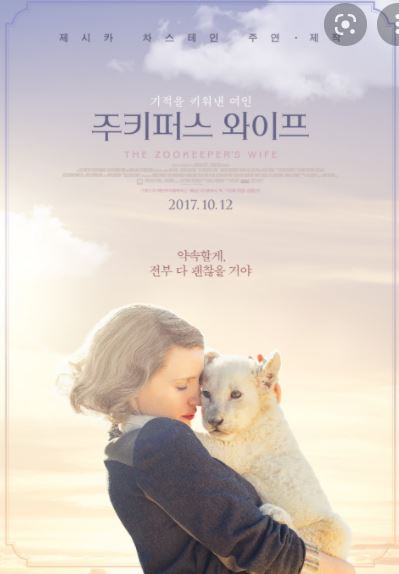 제시카 차스테인 주연·제작
기적을 키워낸 여인
주키퍼스 와이프
THE ZOOKEEPER'S WIFE
2017.10.12
약속할게,
전부 다 괜찮을 거야